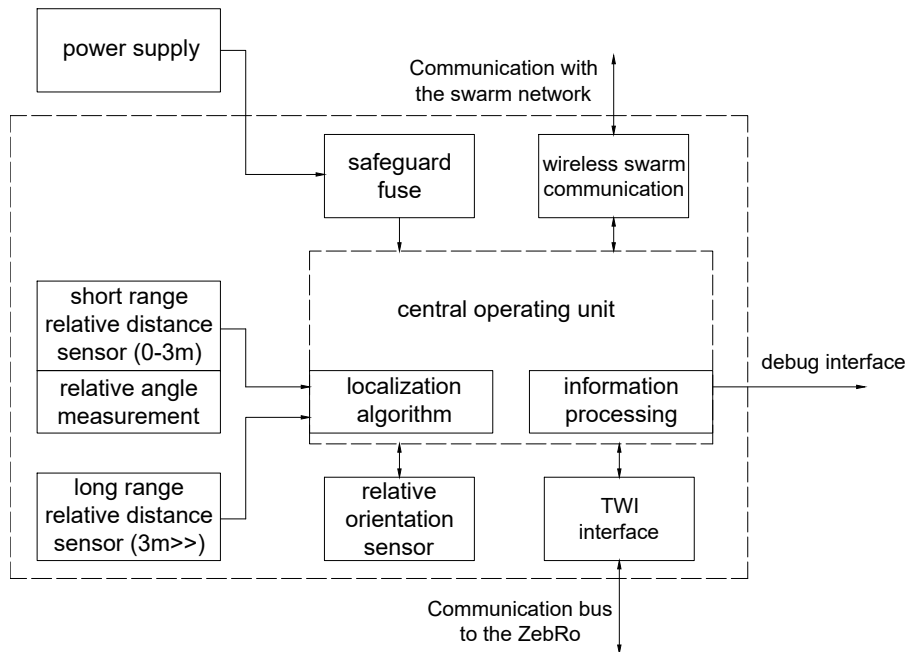 power supply
Communication with
the swarm network
safeguard
fuse
wireless swarm
communication
short range
relative distance
sensor (0-3m)
relative angle
measurement
central operating unit
localization
algorithm
information
processing
debug interface
long range
relative distance
sensor (3m>>)
relative
orientation
sensor
TWI
interface
Communication bus
to the ZebRo